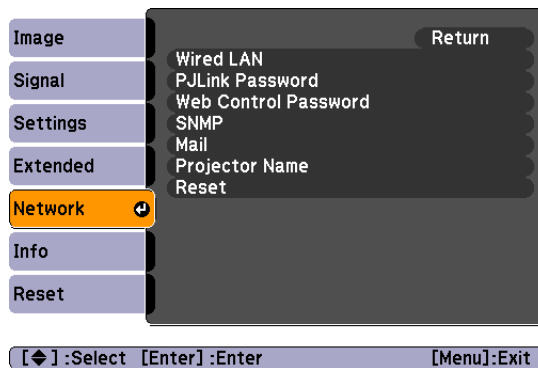 Image
Signal
Settings
Extended
Network
Info
Reset
Return
Wired LAN
PJLink Password
Web Control Password
SNMP
Mail
Projector Name
Reset
[◆] :Select [Enter] :Enter [Menu]:Exit